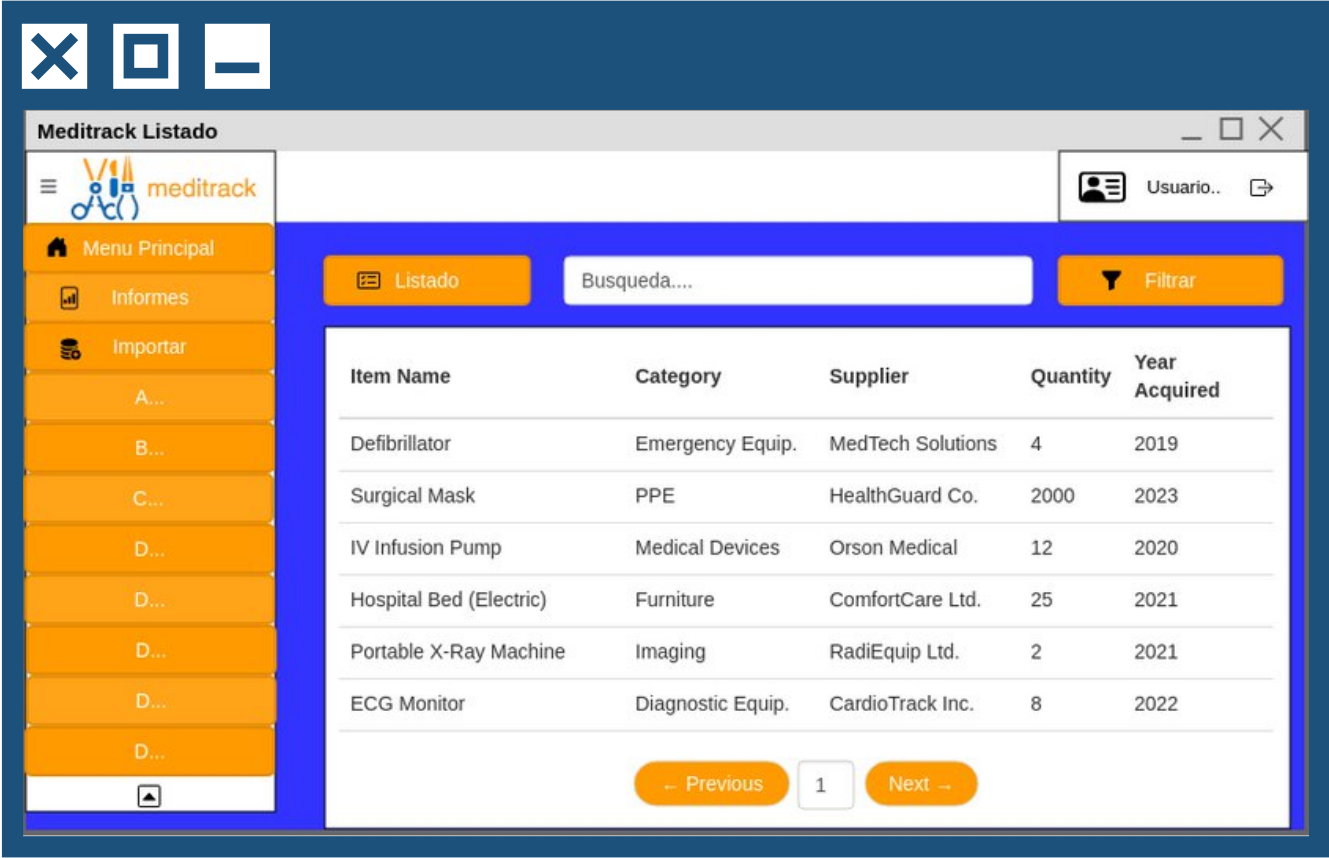 Meditrack Listado
meditrack
Usuario..
Menu Principal
Informes
Importar
A...
B...
C...
D...
D...
D...
D...
D...
Listado
Busqueda....
Filtrar
Item Name Category Supplier Quantity Year Acquired
Defibrillator Emergency Equip. MedTech Solutions 4 2019
Surgical Mask PPE HealthGuard Co. 2000 2023
IV Infusion Pump Medical Devices Orson Medical 12 2020
Hospital Bed (Electric) Furniture ComfortCare Ltd. 25 2021
Portable X-Ray Machine Imaging RadiEquip Ltd. 2 2021
ECG Monitor Diagnostic Equip. CardioTrack Inc. 8 2022
← Previous 1 Next →